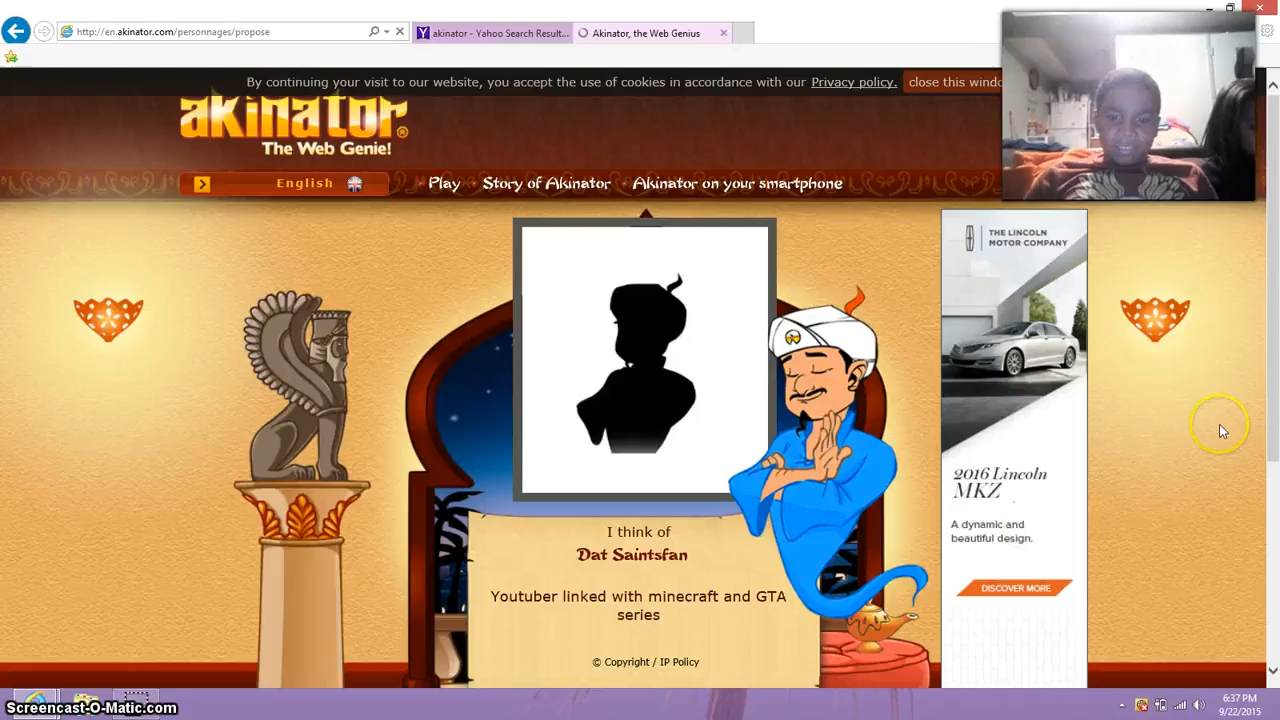 http://en.akinator.com/personnages/propose
akinator - Yahoo Search Result...
Akinator, the Web Genius
By continuing your visit to our website, you accept the use of cookies in accordance with our Privacy policy. close this windo
akinator®
The Web Genie!
English
Play
Story of Akinator
Akinator on your smartphone
THE LINCOLN
MOTOR COMPANY
2016 Lincoln
MKZ
A dynamic and
beautiful design.
DISCOVER MORE
I think of
Dat Saintsfan
Youtuber linked with minecraft and GTA
series
© Copyright / IP Policy
Screencast-O-Matic.com
6:37 PM
9/22/2015